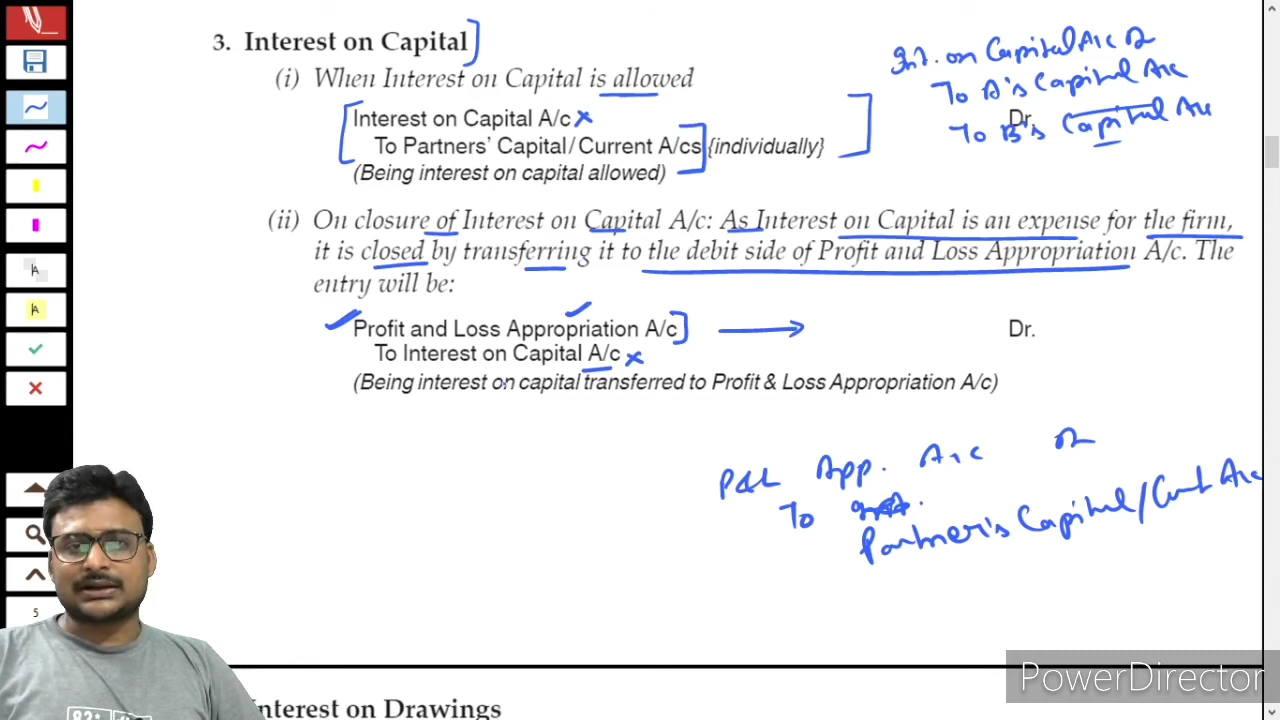 3. Interest on Capital
Int. on Capital A/c Dr
(i) When Interest on Capital is allowed
To A's Capital A/c
Interest on Capital A/c Dr.
To B's Capital A/c
To Partners' Capital/Current A/cs {individually}
(Being interest on capital allowed)
(ii) On closure of Interest on Capital A/c: As Interest on Capital is an expense for the firm,
it is closed by transferring it to the debit side of Profit and Loss Appropriation A/c. The
entry will be:
Profit and Loss Appropriation A/c Dr.
To Interest on Capital A/c
(Being interest on capital transferred to Profit & Loss Appropriation A/c)
P&L App. A/c Dr
To
Partner's Capital/Curnt A/c
5
PowerDirector
Interest on Drawings
82